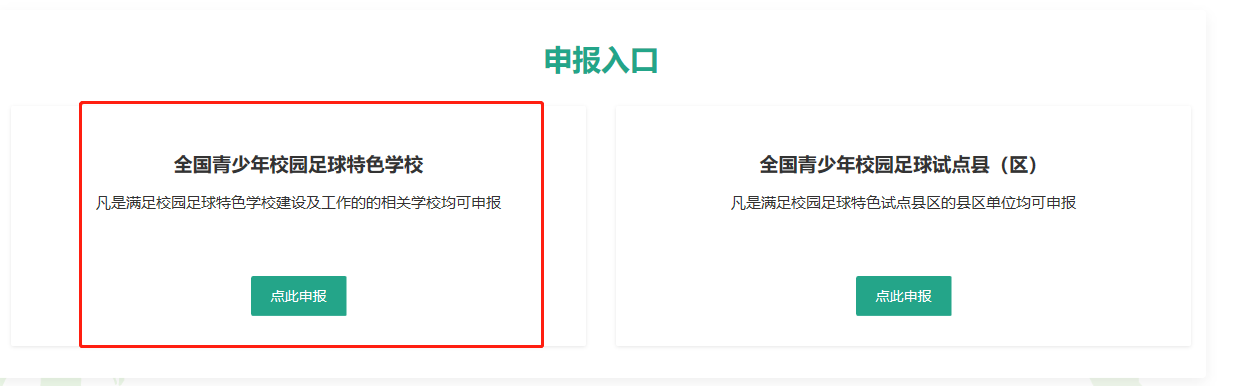 申报入口
全国青少年校园足球特色学校
凡是满足校园足球特色学校建设及工作的的相关学校均可申报
点此申报
全国青少年校园足球试点县（区）
凡是满足校园足球特色试点县区的县区单位均可申报
点此申报